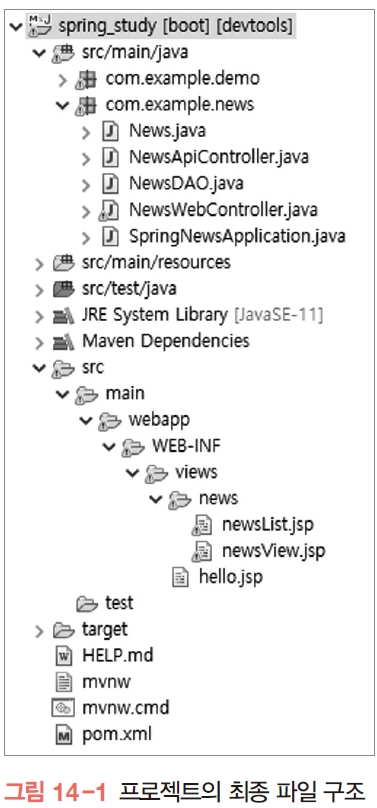 spring_study [boot] [devtools]
src/main/java
com.example.demo
com.example.news
News.java
NewsApiController.java
NewsDAO.java
NewsWebController.java
SpringNewsApplication.java
src/main/resources
src/test/java
JRE System Library [JavaSE-11]
Maven Dependencies
src
main
webapp
WEB-INF
views
news
newsList.jsp
newsView.jsp
hello.jsp
test
target
HELP.md
mvnw
mvnw.cmd
pom.xml
그림 14-1 프로젝트의 최종 파일 구조